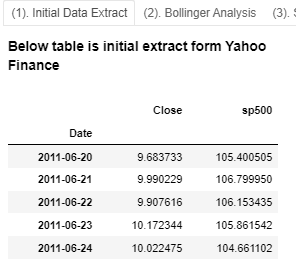 (1). Initial Data Extract (2). Bollinger Analysis (3).
Below table is initial extract form Yahoo
Finance
Close sp500
Date
2011-06-20 9.683733 105.400505
2011-06-21 9.990229 106.799950
2011-06-22 9.907616 106.153435
2011-06-23 10.172344 105.861542
2011-06-24 10.022475 104.661102